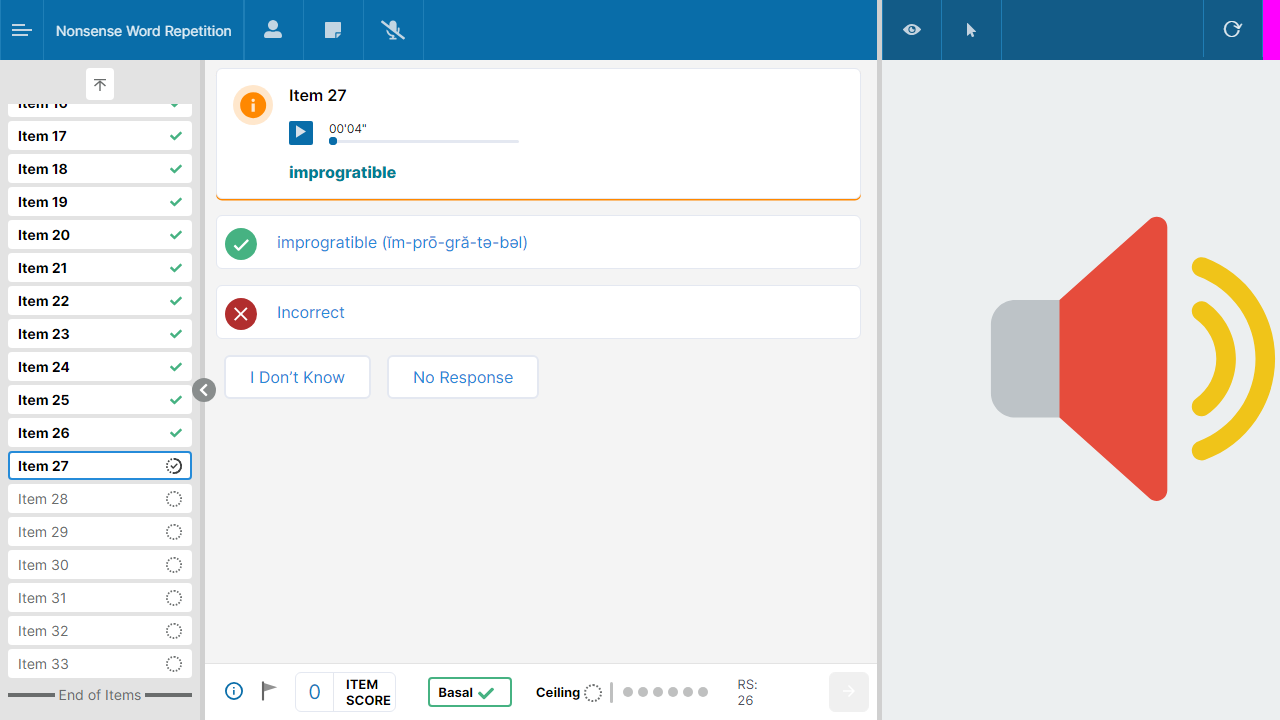 Nonsense Word Repetition
Item 16
Item 17
Item 18
Item 19
Item 20
Item 21
Item 22
Item 23
Item 24
Item 25
Item 26
Item 27
Item 28
Item 29
Item 30
Item 31
Item 32
Item 33
End of Items
Item 27
00'04"
improgratible
improgratible (ĭm-prō-gră-tə-bəl)
Incorrect
I Don’t Know
No Response
0
ITEM
SCORE
Basal
Ceiling
RS:
26